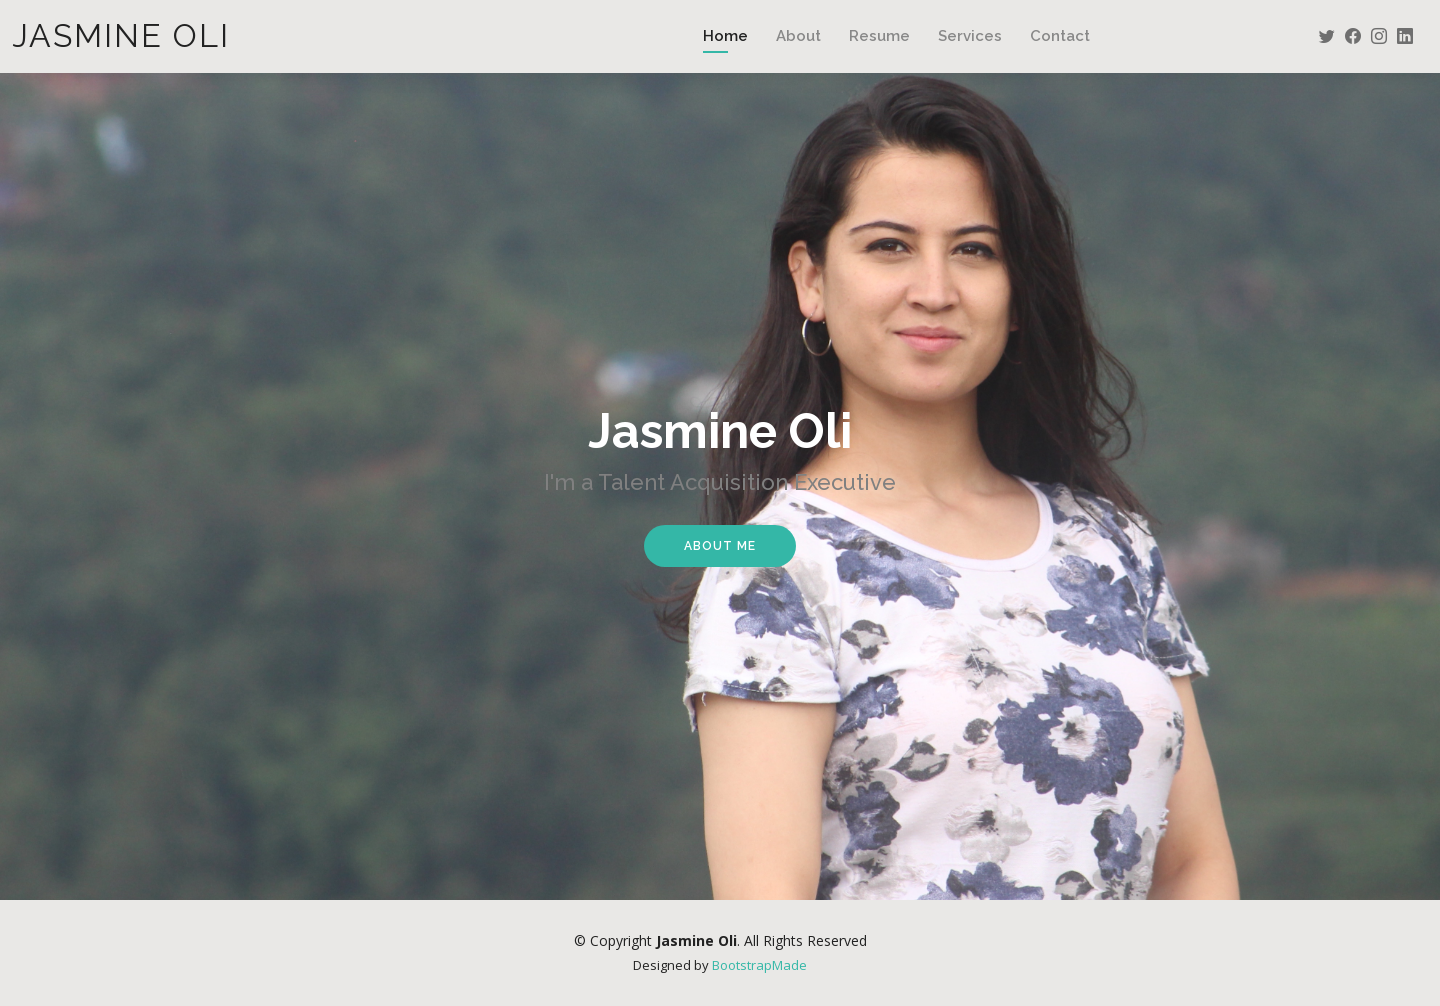 JASMINE OLI
Home About Resume Services Contact
Jasmine Oli
I'm a Talent Acquisition Executive
ABOUT ME
© Copyright Jasmine Oli. All Rights Reserved
Designed by BootstrapMade